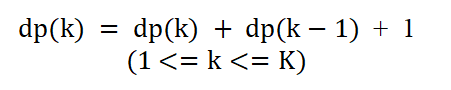 dp(k) = dp(k) + dp(k − 1) + 1
(1 <= k <= K)